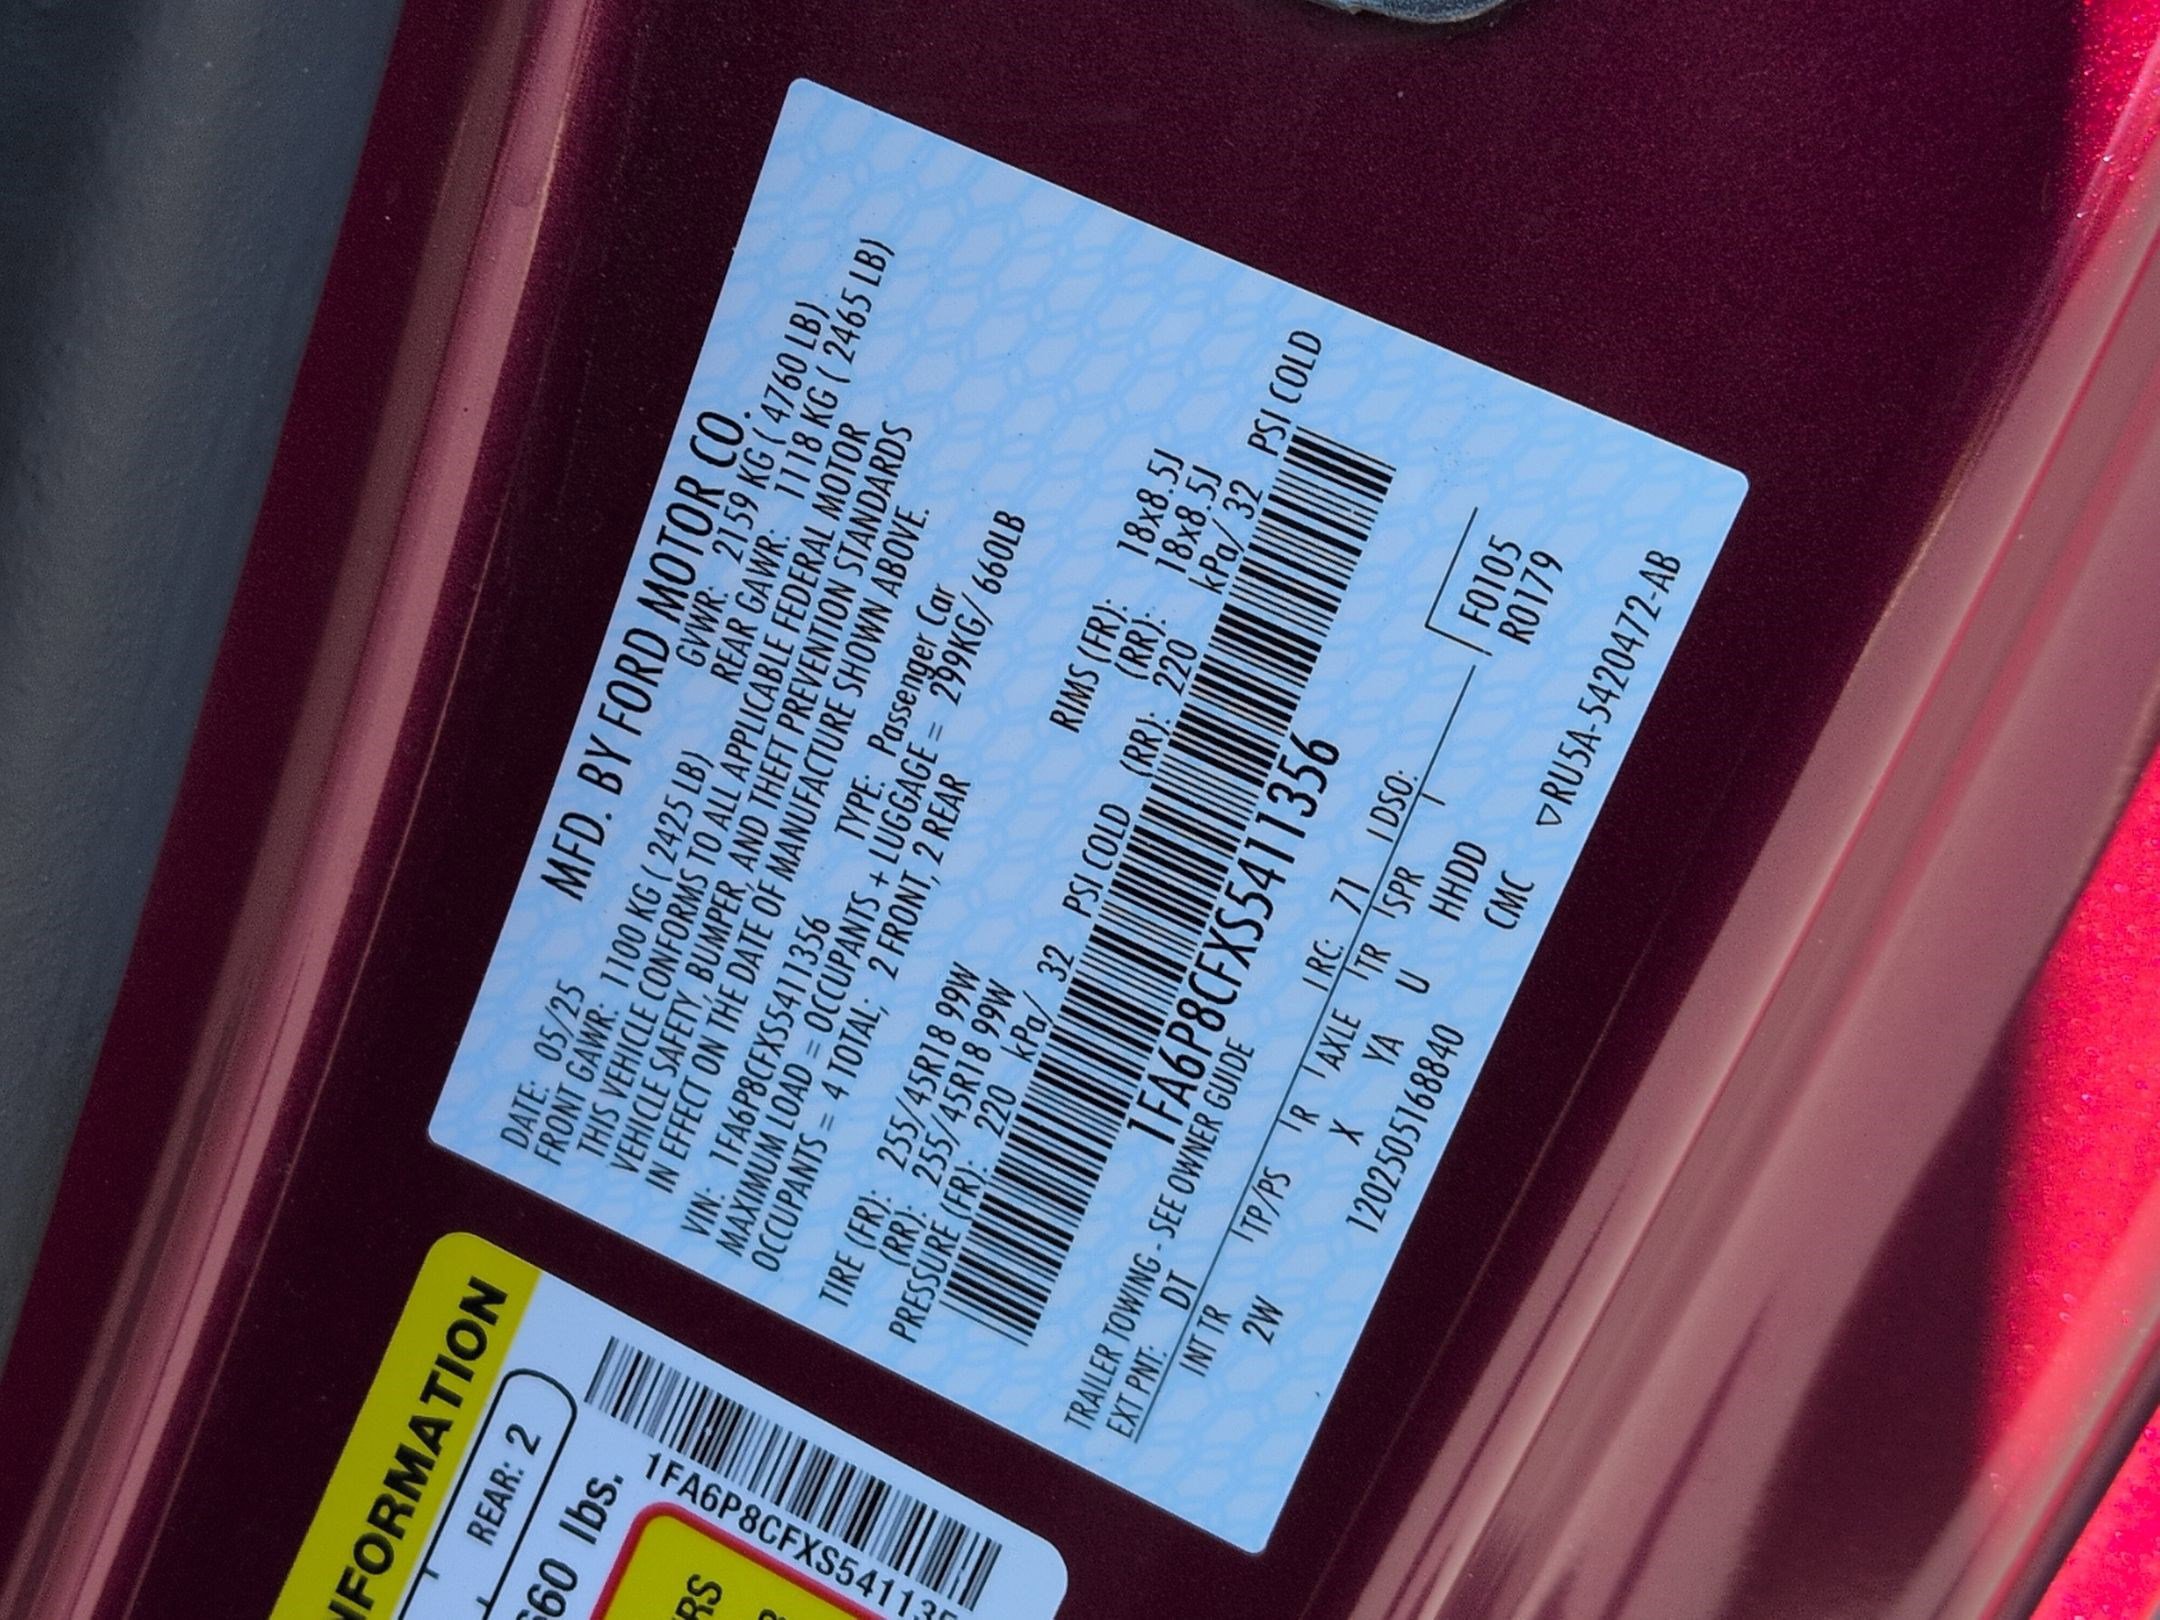 MFD. BY FORD MOTOR CO.
DATE: 05/25 GVWR: 2159 KG ( 4760 LB)
FRONT GAWR: 1100 KG ( 2425 LB) REAR GAWR: 1118 KG ( 2465 LB)
THIS VEHICLE CONFORMS TO ALL APPLICABLE FEDERAL MOTOR
VEHICLE SAFETY, BUMPER, AND THEFT PREVENTION STANDARDS
IN EFFECT ON THE DATE OF MANUFACTURE SHOWN ABOVE.
VIN: 1FA6P8CFXS5411356 TYPE: Passenger Car
MAXIMUM LOAD = OCCUPANTS + LUGGAGE = 299KG/ 660LB
OCCUPANTS = 4 TOTAL; 2 FRONT, 2 REAR
TIRE (FR): 255/45R18 99W RIMS (FR): 18x8.5J
(RR): 255/45R18 99W (RR): 18x8.5J
PRESSURE (FR): 220 kPa/ 32 PSI COLD (RR): 220 kPa/ 32 PSI COLD
1FA6P8CFXS5411356
TRAILER TOWING - SEE OWNER GUIDE
EXT PNT: DT RC: 71 DSO:
INT TR TP/PS R AXLE TR SPR
2W X YA U HHDD
F0105
R0179
1202505168840 CMC
▽RU5A-5420472-AB
NFORMATION
REAR: 2
660 lbs.
1FA6P8CFXS541135
ERS